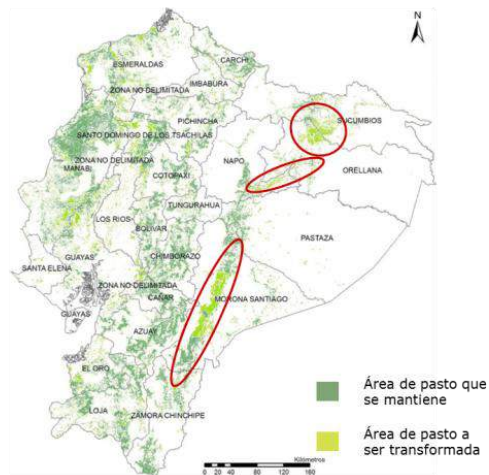 N
CARCHI
ESMERALDAS
IMBABURA
ZONA NO DELIMITADA
PICHINCHA
SUCUMBIOS
SANTO DOMINGO DE LOS TSACHILAS
ZONA NO DELIMITADA
MANABI
NAPO
ORELLANA
COTOPAXI
TUNGURAHUA
LOS RIOS
BOLIVAR
PASTAZA
GUAYAS
CHIMBORAZO
SANTA ELENA
ZONA NO DELIMITADA
CAÑAR
MORONA SANTIAGO
GUAYAS
AZUAY
EL ORO
LOJA
ZAMORA CHINCHIPE
Área de pasto que
se mantiene
Área de pasto a
ser transformada
Kilómetros
0 20 40 80 120 160